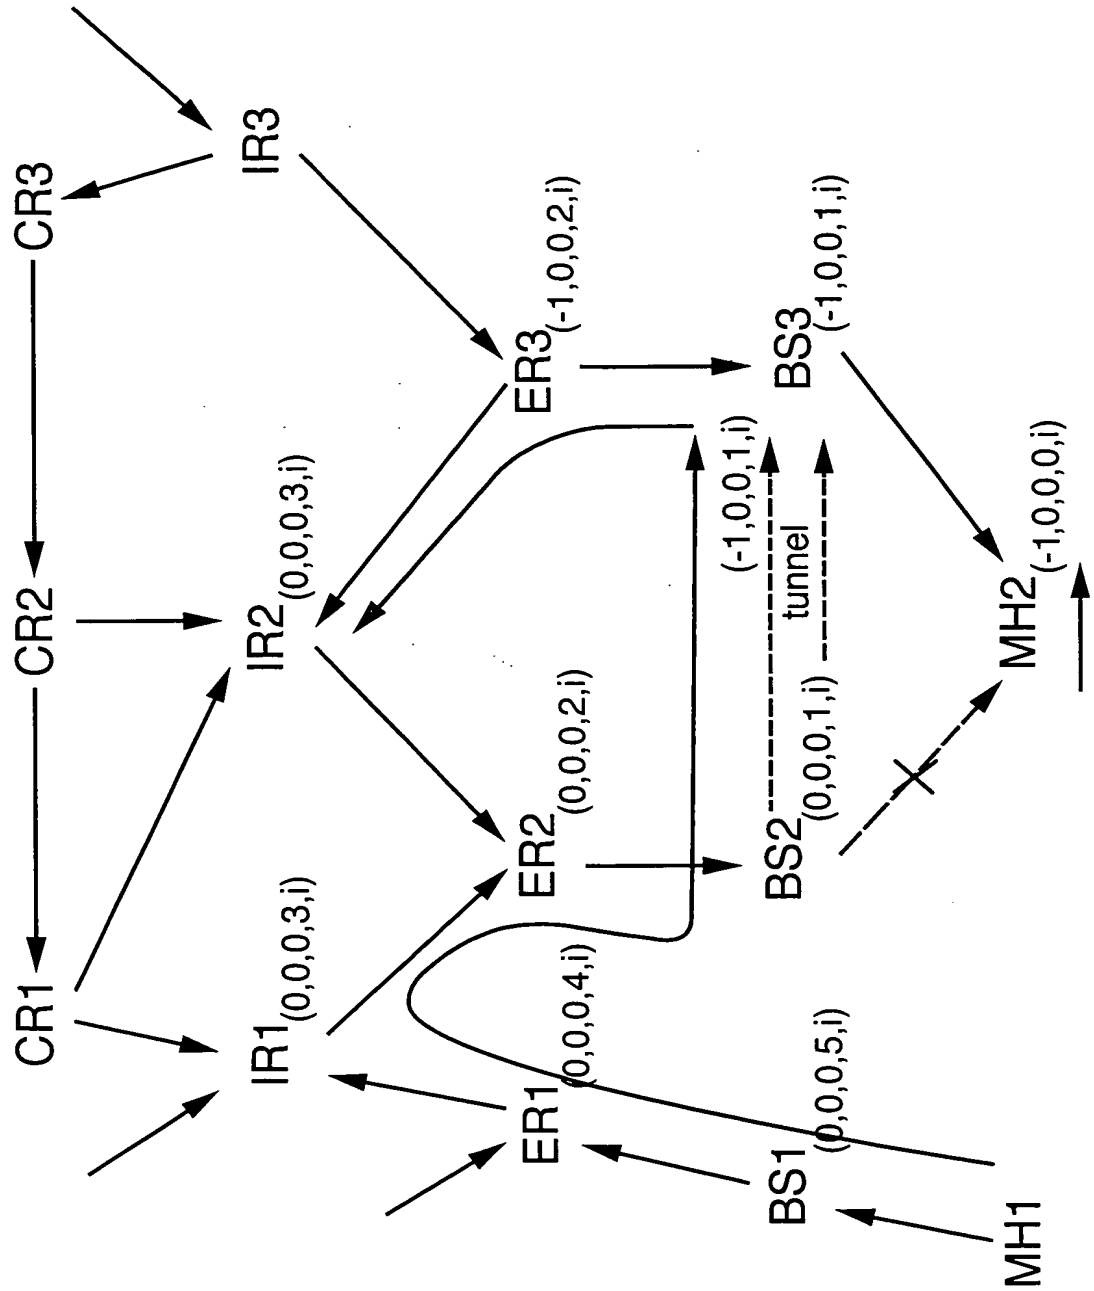 CR1
CR2
CR3
IR1(0,0,0,3,i)
IR2(0,0,0,3,i)
IR3
ER1(0,0,0,4,i)
ER2(0,0,0,2,i)
ER3(-1,0,0,2,i)
BS1(0,0,0,5,i)
BS2(0,0,0,1,i)
tunnel
(-1,0,0,1,i)
BS3(-1,0,0,1,i)
MH1
MH2(-1,0,0,0,i)